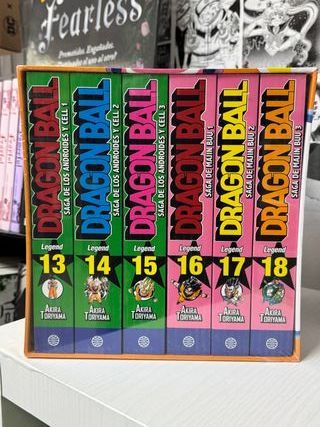 Fearless
Prometidos. Engañados.
DRAGON BALL
SAGA DE LOS ANDROIDES Y CELL 1
Legend
13
AKIRA
TORIYAMA
DRAGON BALL
SAGA DE LOS ANDROIDES Y CELL 2
Legend
14
AKIRA
TORIYAMA
DRAGON BALL
SAGA DE LOS ANDROIDES Y CELL 3
Legend
15
AKIRA
TORIYAMA
DRAGON BALL
SAGA DE MAJIN BUU 1
Legend
16
AKIRA
TORIYAMA
DRAGON BALL
SAGA DE MAJIN BUU 2
Legend
17
AKIRA
TORIYAMA
DRAGON BALL
SAGA DE MAJIN BUU 3
Legend
18
AKIRA
TORIYAMA